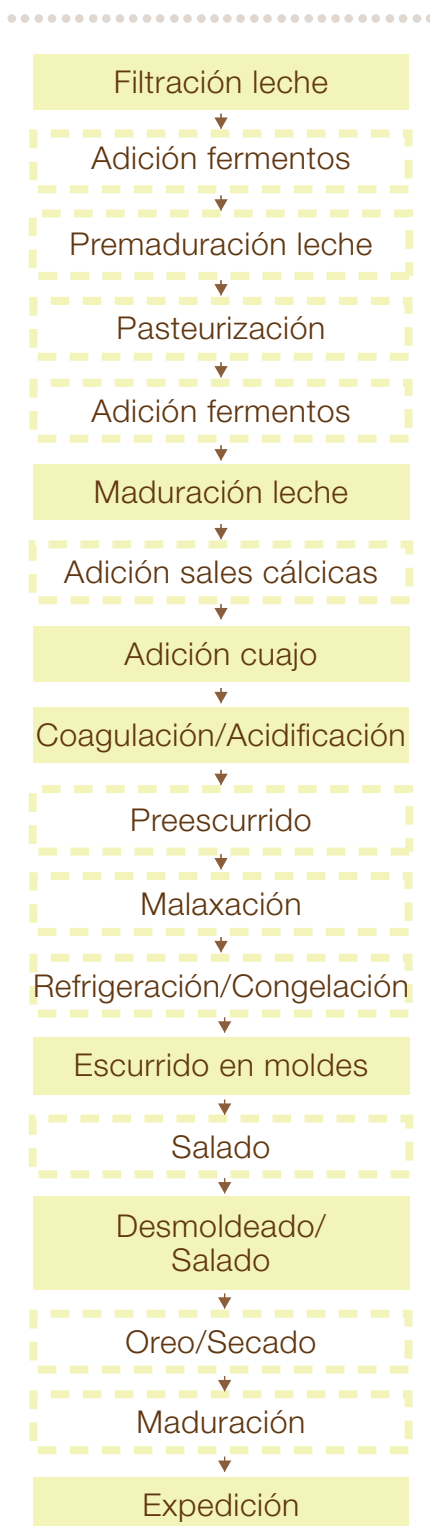 Filtración leche
Adición fermentos
Premaduración leche
Pasteurización
Adición fermentos
Maduración leche
Adición sales cálcicas
Adición cuajo
Coagulación/Acidificación
Preescurrido
Malaxación
Refrigeración/Congelación
Escurrido en moldes
Salado
Desmoldeado/
Salado
Oreo/Secado
Maduración
Expedición